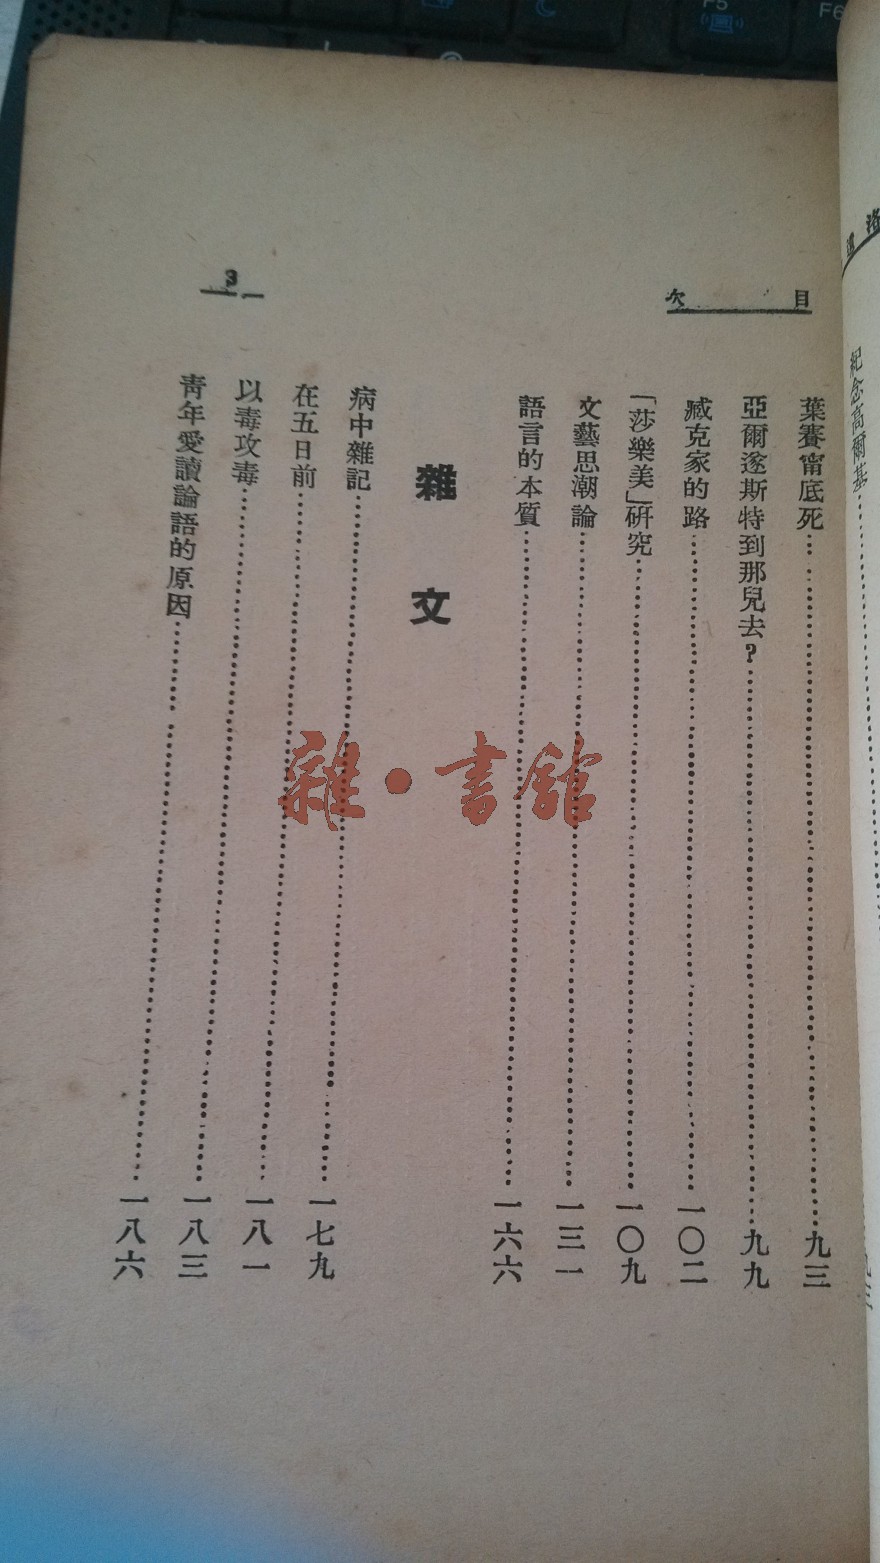 目次
葉賽甯底死……九三
亞爾遂斯特到那兒去？……九九
臧克家的路……一〇二
「莎樂美」研究……一〇九
文藝思潮論……一三一
語言的本質……一六六
雜文
病中雜記……一七九
在五日前……一八一
以毒攻毒……一八三
青年愛讀論語的原因……一八六
3
紀念高爾基
雜·書館
F5